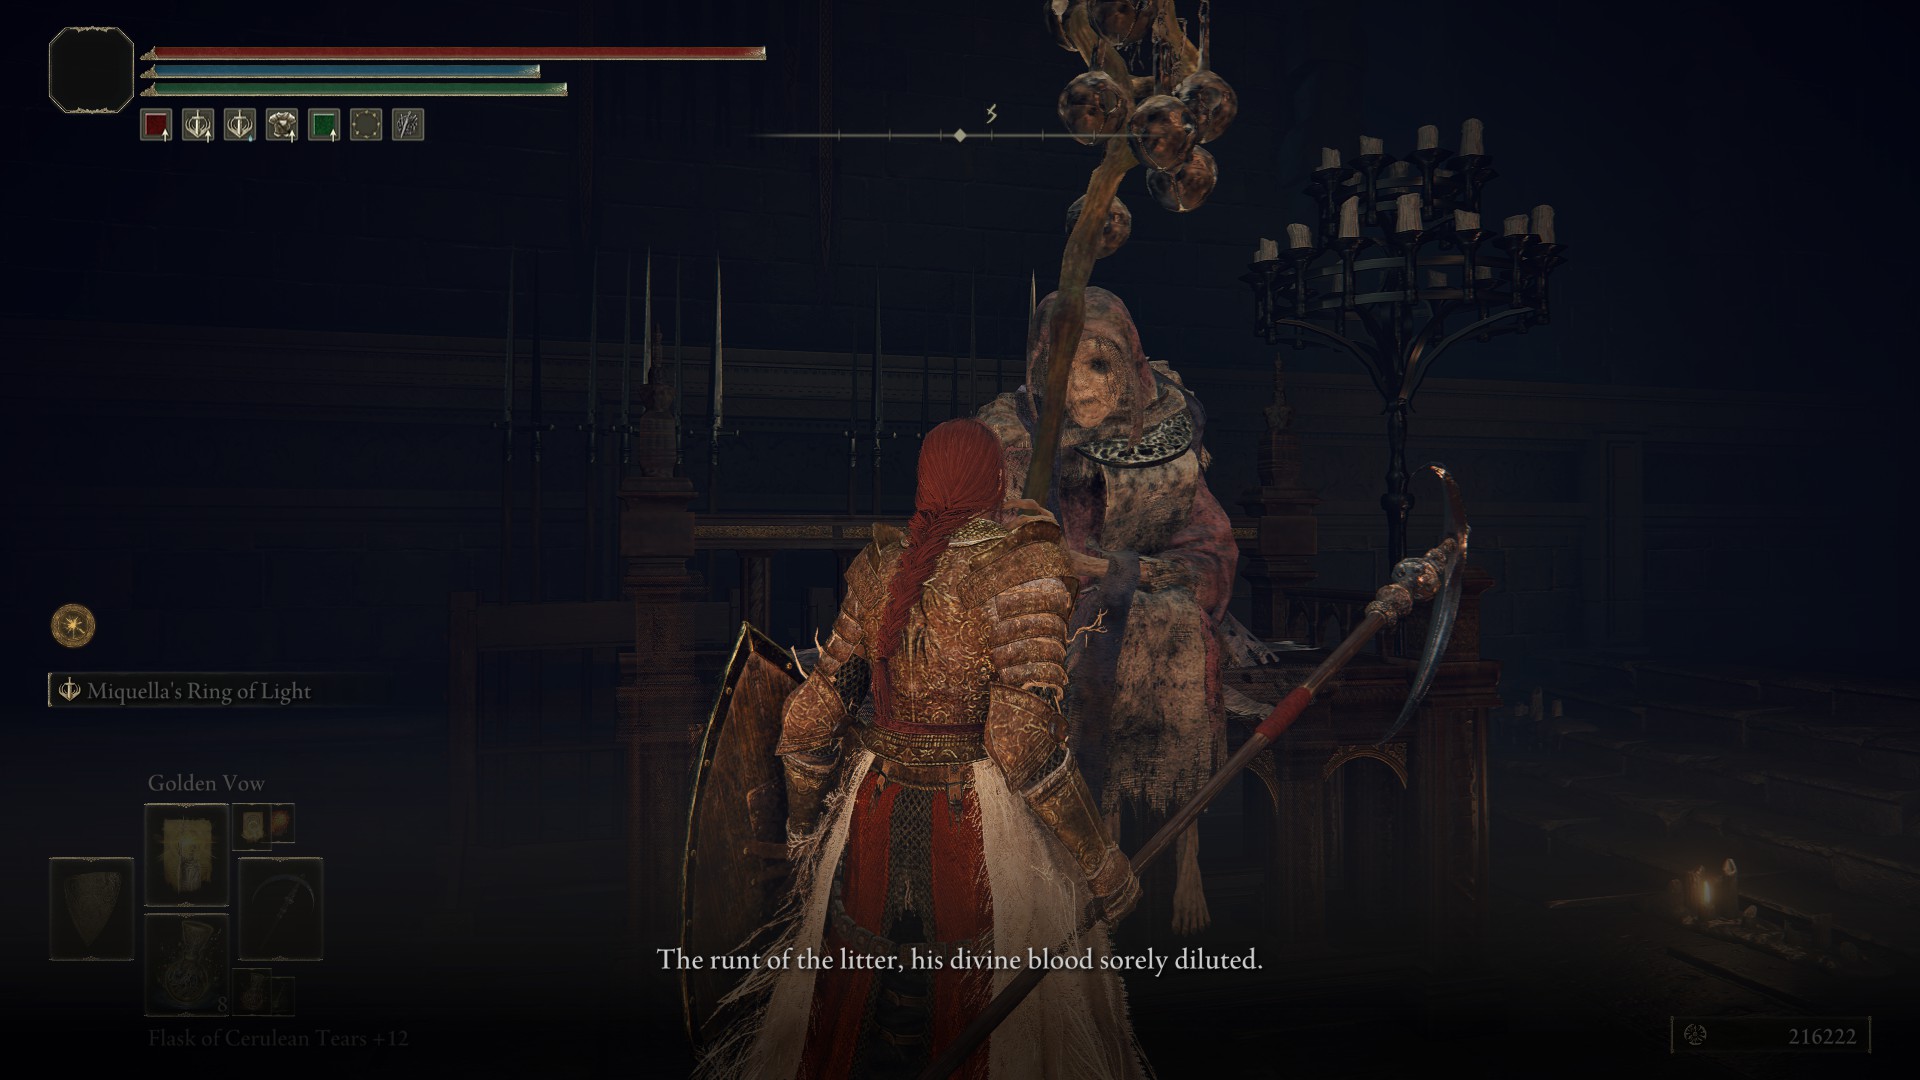 S
Miquella's Ring of Light
Golden Vow
8
Flask of Cerulean Tears +12
The runt of the litter, his divine blood sorely diluted.
216222